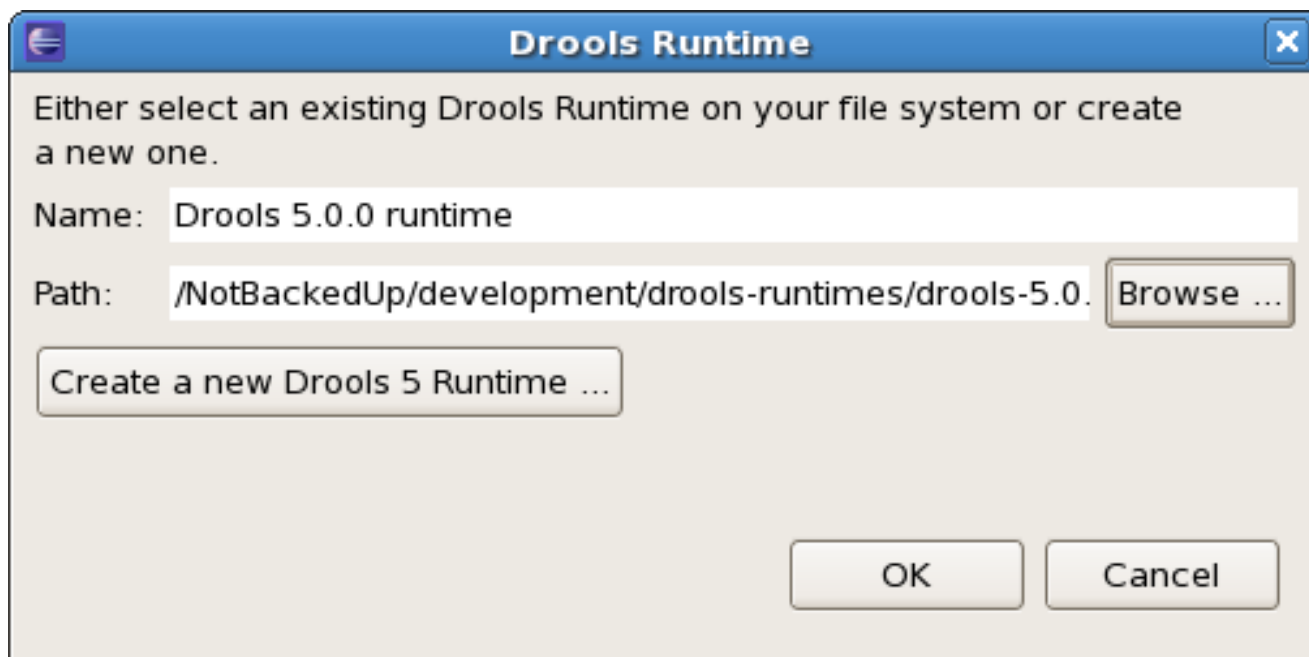 Drools Runtime
Either select an existing Drools Runtime on your file system or create
a new one.
Name: Drools 5.0.0 runtime
Path: /NotBackedUp/development/drools-runtimes/drools-5.0. Browse ...
Create a new Drools 5 Runtime ...
OK Cancel